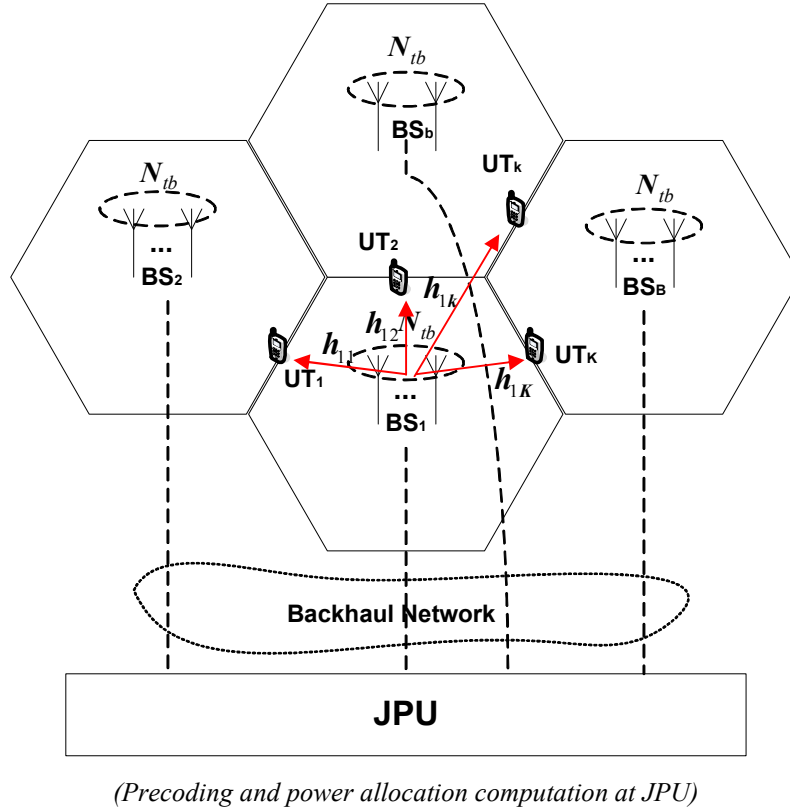 N_tb
BS_b
UT_k
N_tb
...
BS_2
N_tb
...
BS_B
UT_2
h_1k
h_12
N_tb
h_11
UT_1
UT_K
h_1K
...
BS_1
Backhaul Network
JPU
(Precoding and power allocation computation at JPU)